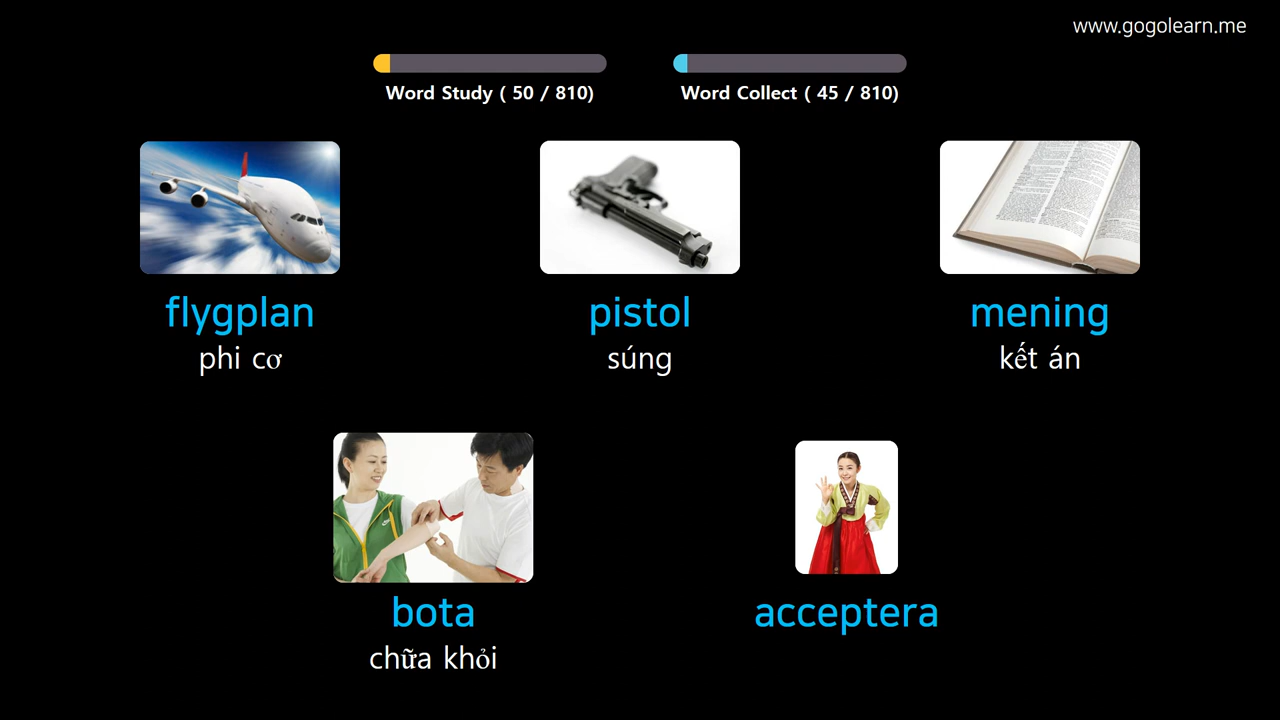 www.gogolearn.me
Word Study ( 50 / 810)
Word Collect ( 45 / 810)
flygplan
phi cơ
pistol
súng
mening
kết án
bota
chữa khỏi
acceptera